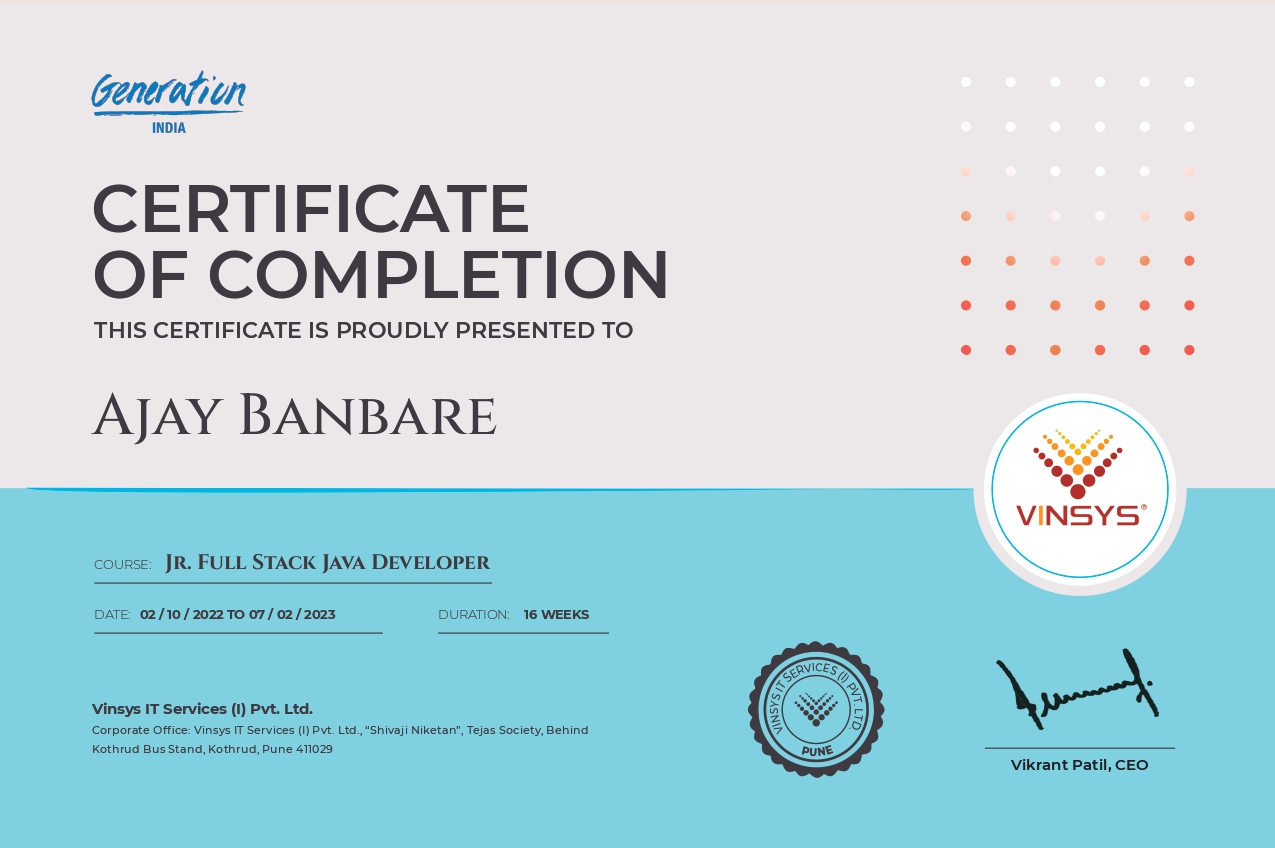 Generation
INDIA
CERTIFICATE
OF COMPLETION
THIS CERTIFICATE IS PROUDLY PRESENTED TO
Ajay Banbare
VINSYS®
COURSE: Jr. Full Stack Java Developer
DATE: 02 / 10 / 2022 TO 07 / 02 / 2023 DURATION: 16 WEEKS
VINSYS IT SERVICES (I) PVT. LTD.
PUNE
Vinsys IT Services (I) Pvt. Ltd.
Corporate Office: Vinsys IT Services (I) Pvt. Ltd., “Shivaji Niketan”, Tejas Society, Behind
Kothrud Bus Stand, Kothrud, Pune 411029
Vikrant Patil, CEO